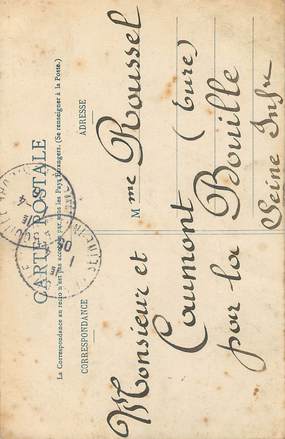 CARTE POSTALE
La Correspondance au recto n'est pas acceptée par tous les Pays Étrangers. (Se renseigner à la Poste.)
CORRESPONDANCE
ADRESSE
Monsieur et Mme Roussel
Caumont (Eure)
par la Bouille
Seine Infre